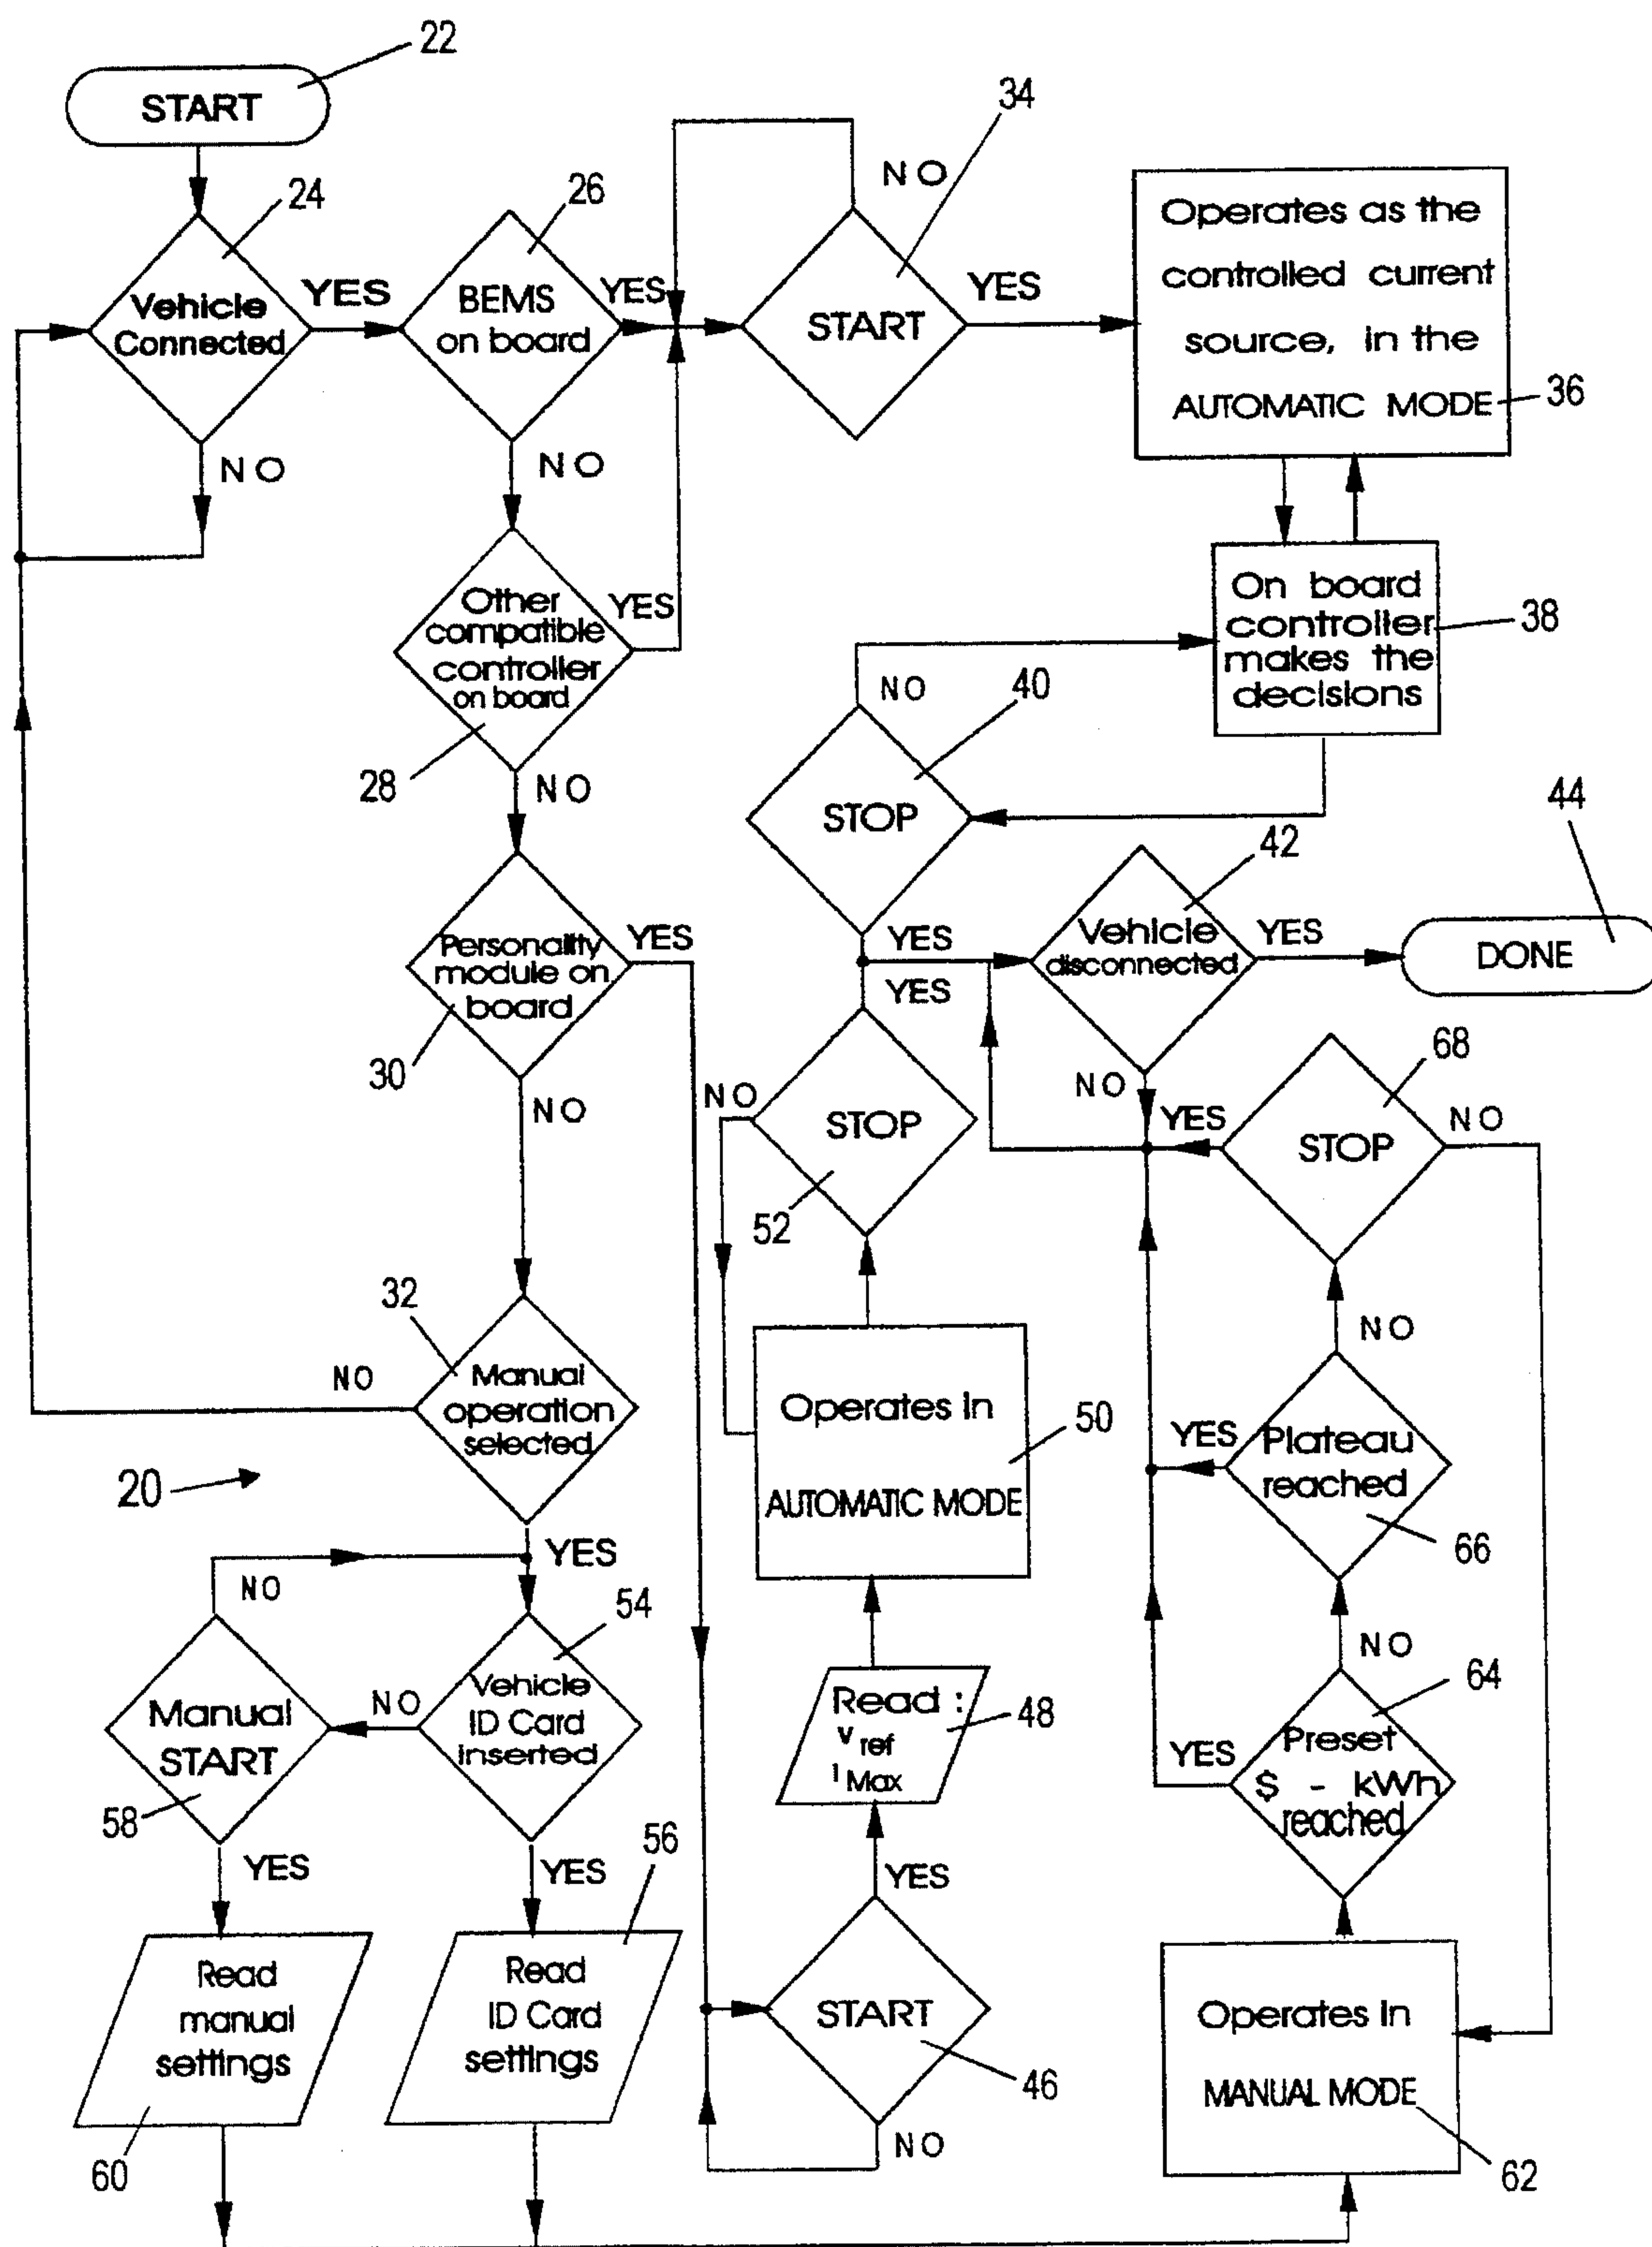 22
START
24
Vehicle
Connected
YES
NO
26
BEMS
on board
YES
NO
34
START
NO
YES
Operates as the
controlled current
source, in the
AUTOMATIC MODE
36
Other
compatible
controller
on board
YES
28
NO
On board
controller
makes the
decisions
38
NO
40
STOP
YES
42
Vehicle
disconnected
YES
NO
44
DONE
Personality
module on
board
YES
30
NO
YES
NO
STOP
52
68
YES
STOP
NO
NO
32
Manual
operation
selected
NO
20
YES
Operates in
AUTOMATIC MODE
50
YES
Plateau
reached
66
NO
54
Vehicle
ID Card
inserted
NO
YES
NO
Manual
START
58
YES
Read :
v ref
I Max
48
YES
64
Preset
$ - kWh
reached
YES
56
Read
manual
settings
60
Read
ID Card
settings
START
46
NO
Operates in
MANUAL MODE
62